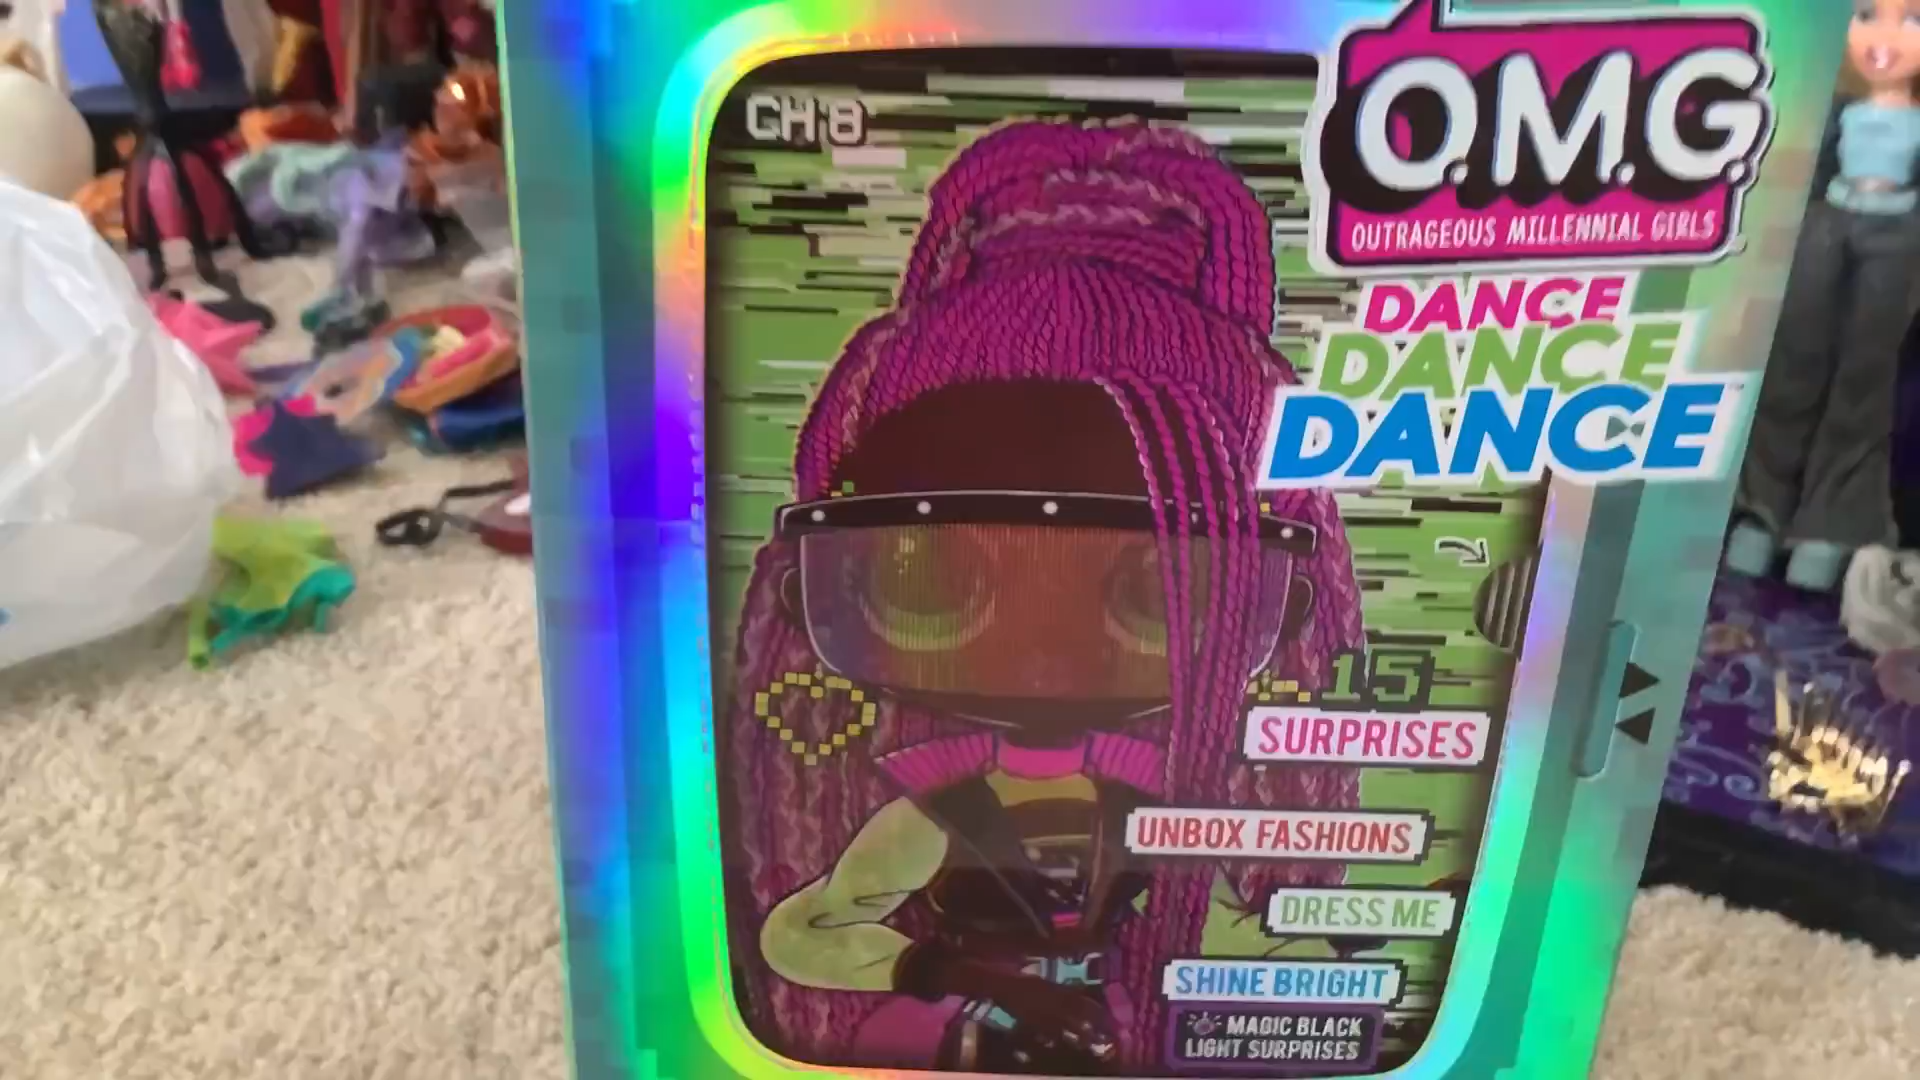 CH:8
O.M.G.
OUTRAGEOUS MILLENNIAL GIRLS
DANCE
DANCE
DANCE
15
SURPRISES
UNBOX FASHIONS
DRESS ME
SHINE BRIGHT
MAGIC BLACK
LIGHT SURPRISES